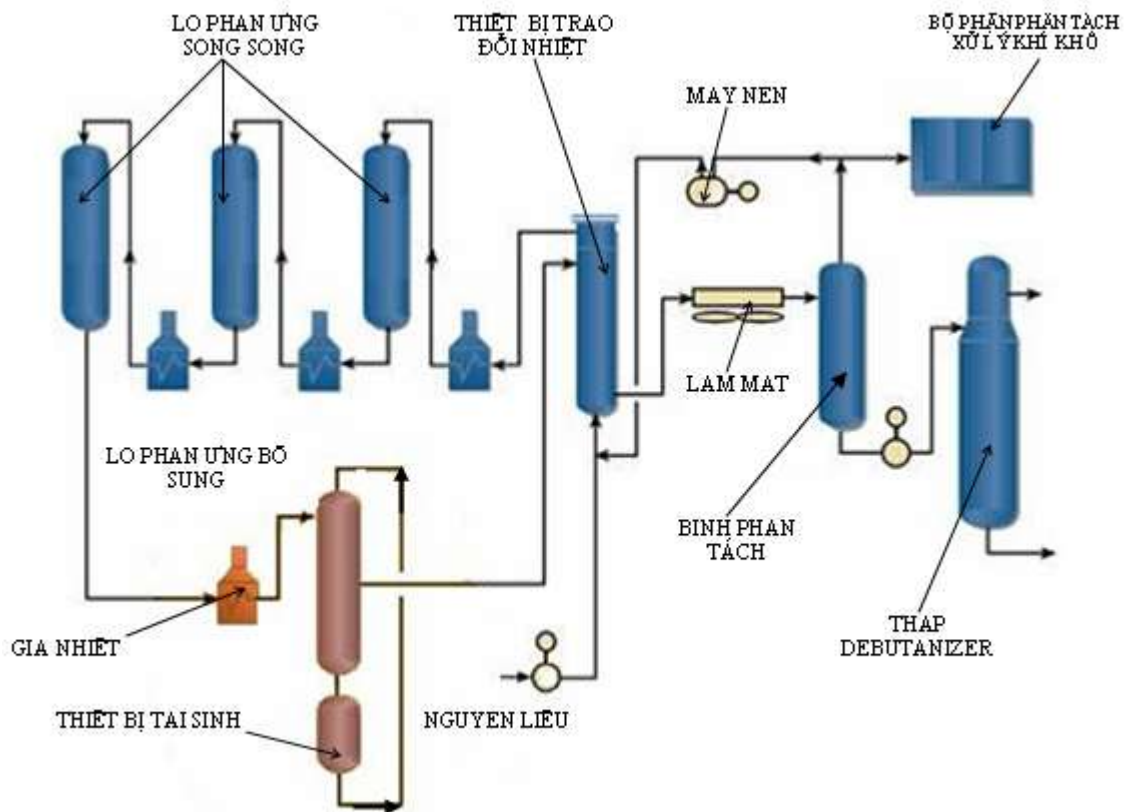 LO PHAN ƯNG
SONG SONG
THIẾT BỊ TRAO
ĐỔI NHIỆT
BỘ PHẬN PHÂN TÁCH
XỬ LÝ KHÍ KHÔ
MAY NEN
LAM MAT
LO PHAN ƯNG BỔ
SUNG
BINH PHAN
TÁCH
GIA NHIỆT
THAP
DEBUTANIZER
THIẾT BỊ TAI SINH
NGUYEN LIỆU